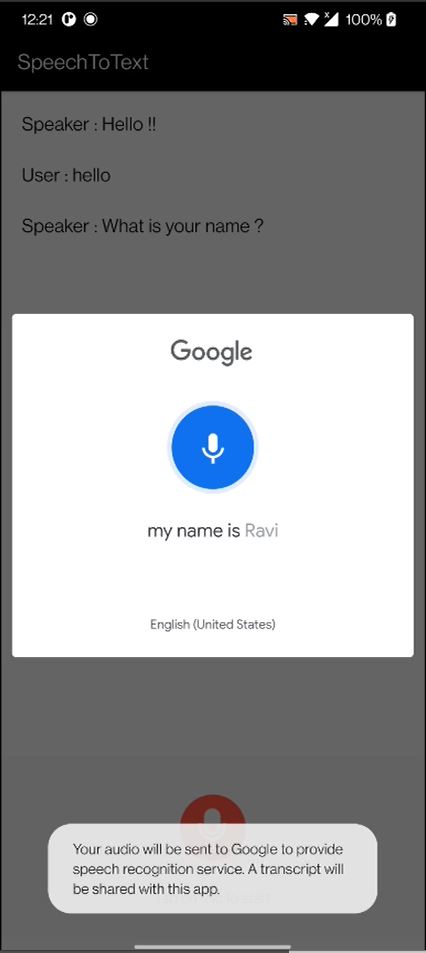 12:21 100%
SpeechToText
Speaker : Hello !!
User : hello
Speaker : What is your name ?
Google
my name is Ravi
English (United States)
Your audio will be sent to Google to provide
speech recognition service. A transcript will
be shared with this app.